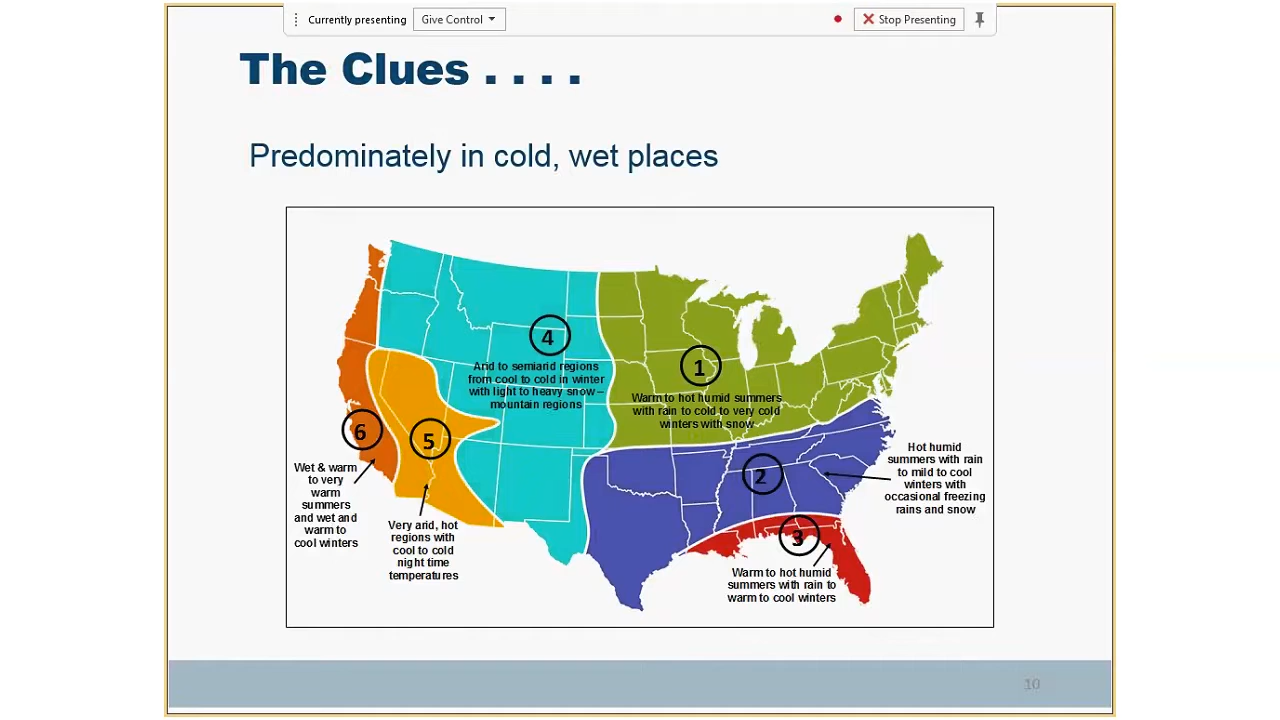 Currently presenting
Give Control
Stop Presenting
The Clues . . . .
Predominately in cold, wet places
4
Arid to semiarid regions
from cool to cold in winter
with light to heavy snow –
mountain regions
1
Warm to hot humid summers
with rain to cold to very cold
winters with snow
6
Wet & warm
to very
warm
summers
and wet and
warm to
cool winters
5
Very arid, hot
regions with
cool to cold
night time
temperatures
2
Hot humid
summers with rain
to mild to cool
winters with
occasional freezing
rains and snow
3
Warm to hot humid
summers with rain to
warm to cool winters
10